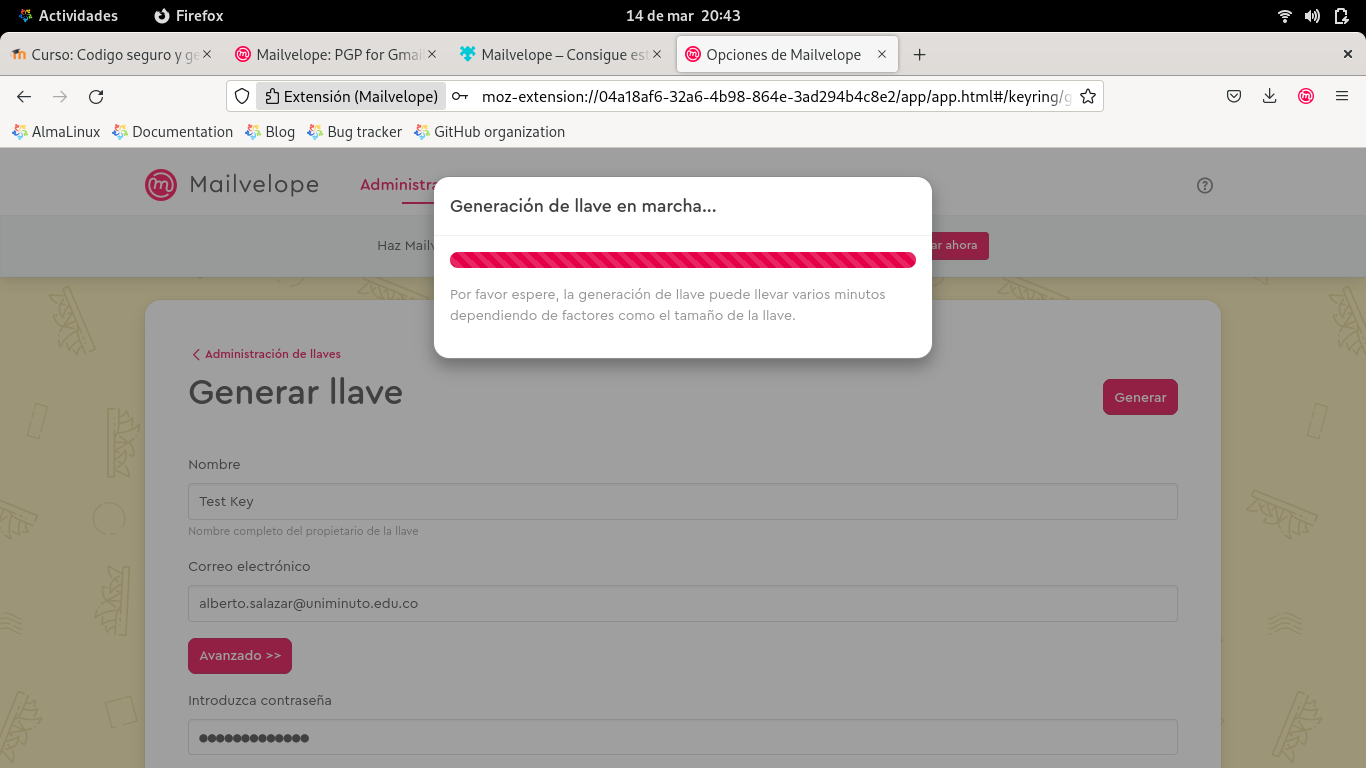 Actividades Firefox 14 de mar 20:43
Curso: Codigo seguro y ge Mailvelope: PGP for Gmail Mailvelope – Consigue est Opciones de Mailvelope
Extensión (Mailvelope) moz-extension://04a18af6-32a6-4b98-864e-3ad294b4c8e2/app/app.html#/keyring/g
AlmaLinux Documentation Blog Bug tracker GitHub organization
Mailvelope Administra
Generación de llave en marcha...
Haz Mailv ar ahora
Por favor espere, la generación de llave puede llevar varios minutos
dependiendo de factores como el tamaño de la llave.
Administración de llaves
Generar llave
Generar
Nombre
Test Key
Nombre completo del propietario de la llave
Correo electrónico
alberto.salazar@uniminuto.edu.co
Avanzado >>
Introduzca contraseña